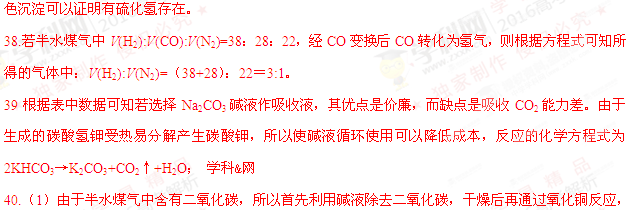 色沉淀可以证明有硫化氢存在。
38.若半水煤气中 V(H₂):V(CO):V(N₂)=38：28：22，经 CO 变换后 CO 转化为氢气，则根据方程式可知所
得的气体中：V(H₂):V(N₂)=（38+28）：22＝3:1。
39 根据表中数据可知若选择 Na₂CO₃ 碱液作吸收液，其优点是价廉，而缺点是吸收 CO₂ 能力差。由于
生成的碳酸氢钾受热易分解产生碳酸钾，所以使碱液循环使用可以降低成本，反应的化学方程式为
2KHCO₃→K₂CO₃+CO₂↑+H₂O； 学科&网
40.（1）由于半水煤气中含有二氧化碳，所以首先利用碱液除去二氧化碳，干燥后再通过氧化铜反应，